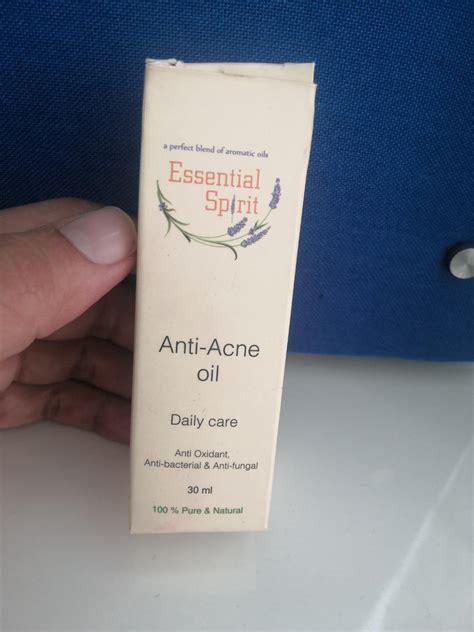 a perfect blend of aromatic oils
Essential
Spirit
Anti-Acne
oil
Daily care
Anti Oxidant,
Anti-bacterial & Anti-fungal
30 ml
100 % Pure & Natural